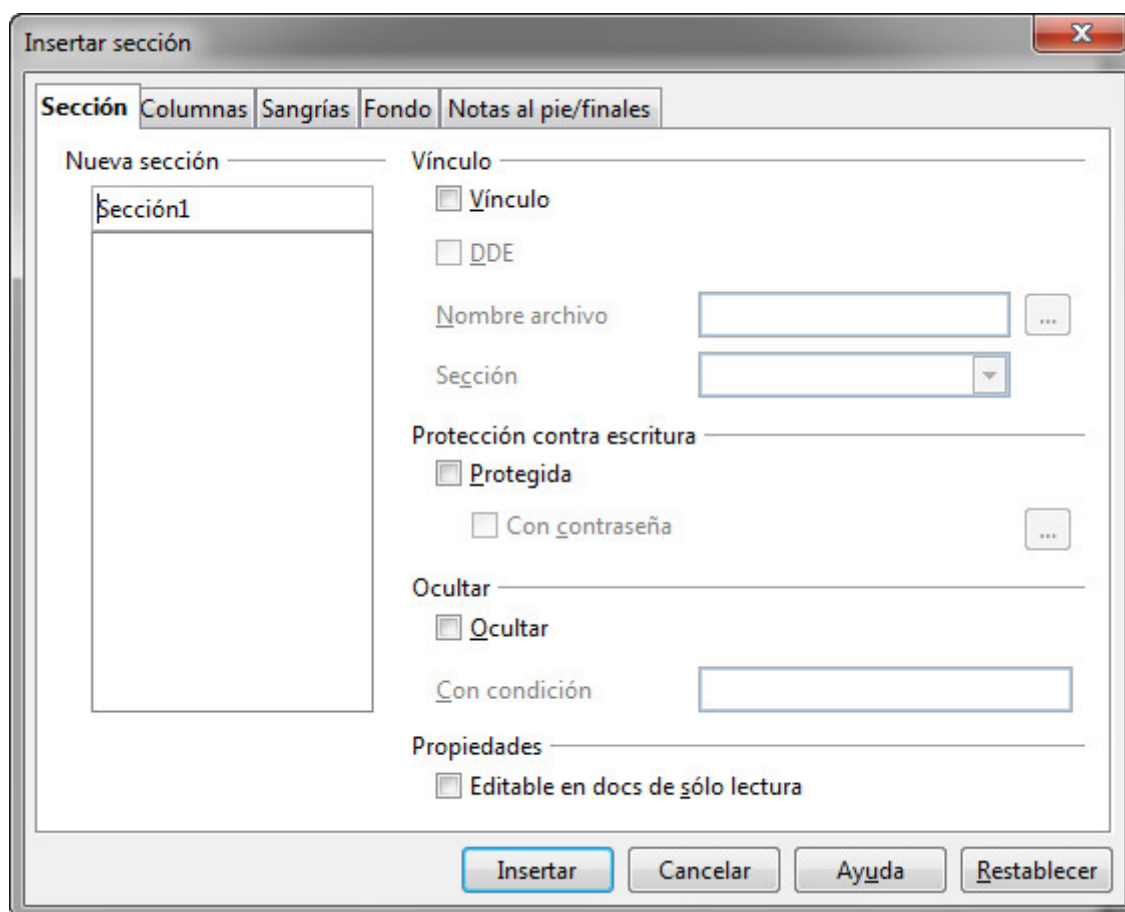 Insertar sección
Sección Columnas Sangrías Fondo Notas al pie/finales
Nueva sección
Sección1
Vínculo
Vínculo
DDE
Nombre archivo
...
Sección
Protección contra escritura
Protegida
Con contraseña
...
Ocultar
Ocultar
Con condición
Propiedades
Editable en docs de sólo lectura
Insertar Cancelar Ayuda Restablecer